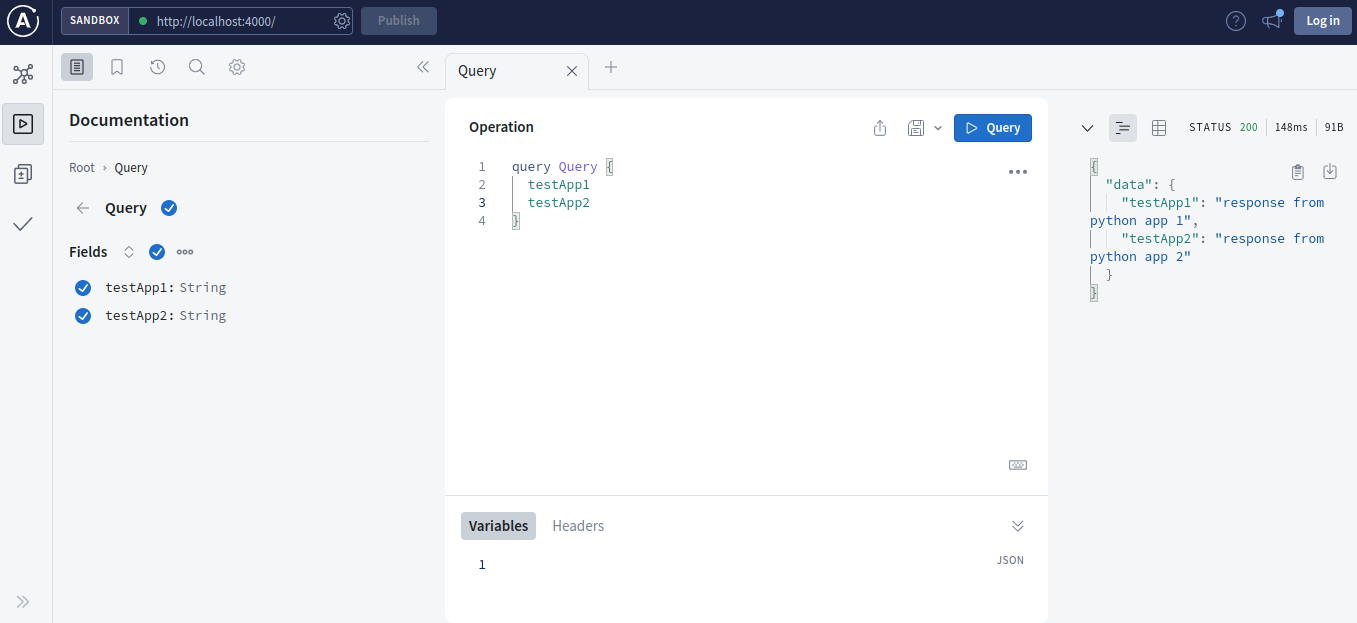 SANDBOX http://localhost:4000/ Publish Log in
Query
Documentation
Root › Query
Query
Fields
testApp1: String
testApp2: String
Operation
Query
1 query Query {
2 testApp1
3 testApp2
4 }
Variables Headers
JSON
1
STATUS 200 148ms 91B
{
"data": {
"testApp1": "response from
python app 1",
"testApp2": "response from
python app 2"
}
}